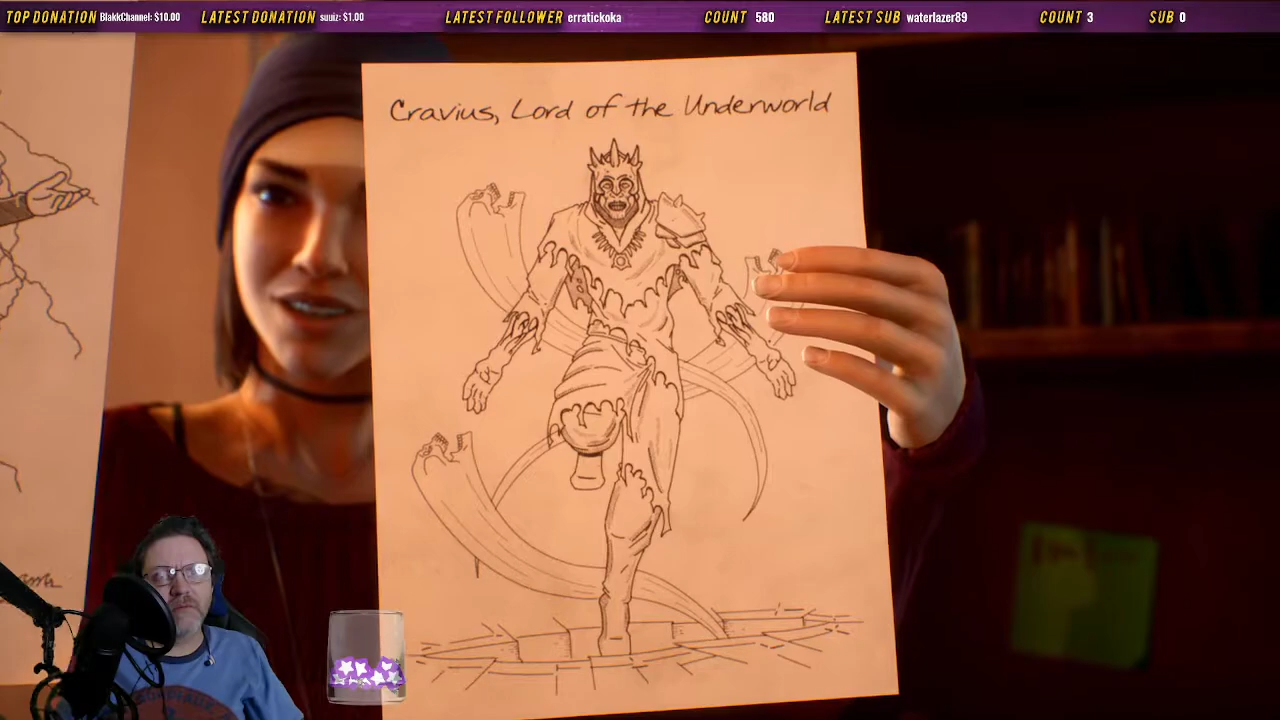 TOP DONATION BlakkChannel: $10.00 LATEST DONATION suuiz: $1.00 LATEST FOLLOWER erratickoka COUNT 580 LATEST SUB waterlazer89 COUNT 3 SUB 0
Cravius, Lord of the Underworld